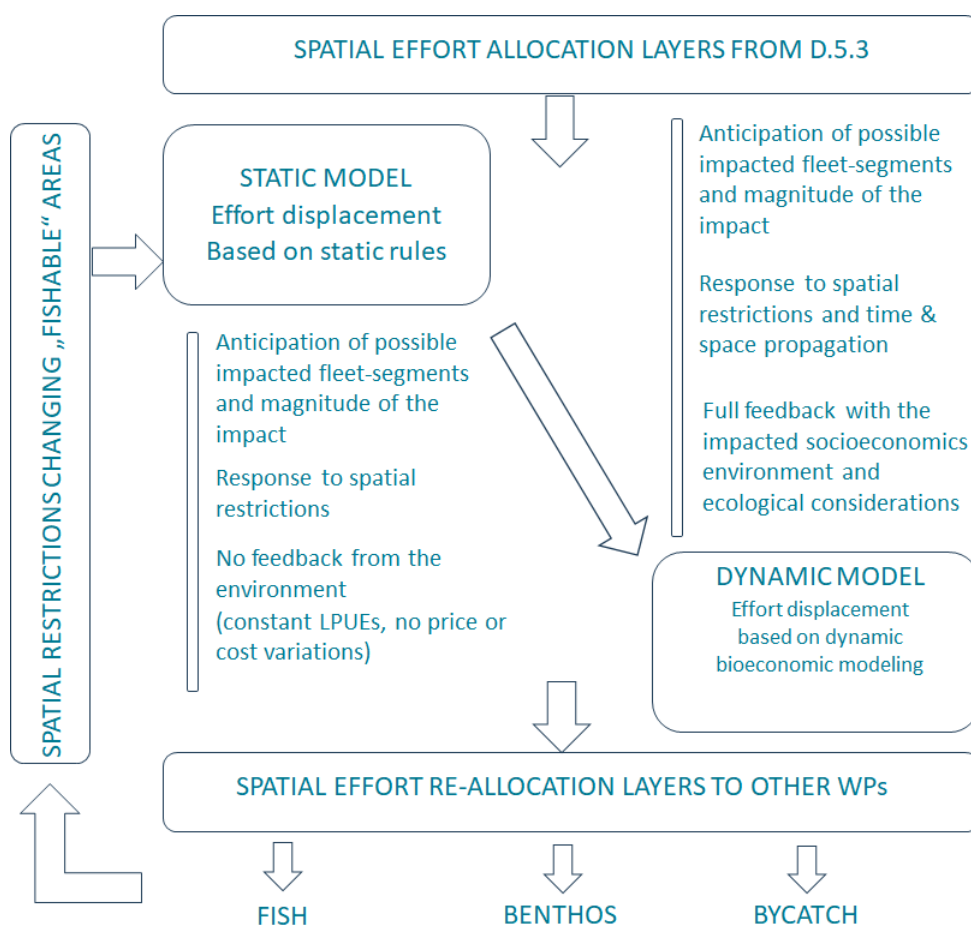 SPATIAL EFFORT ALLOCATION LAYERS FROM D.5.3
SPATIAL RESTRICTIONS CHANGING „FISHABLE“ AREAS
STATIC MODEL
Effort displacement
Based on static rules
Anticipation of possible
impacted fleet-segments
and magnitude of the
impact
Response to spatial
restrictions
No feedback from the
environment
(constant LPUEs, no price or
cost variations)
Anticipation of possible
impacted fleet-segments
and magnitude of the
impact
Response to spatial
restrictions and time &
space propagation
Full feedback with the
impacted socioeconomics
environment and
ecological considerations
DYNAMIC MODEL
Effort displacement
based on dynamic
bioeconomic modeling
SPATIAL EFFORT RE-ALLOCATION LAYERS TO OTHER WPs
FISH
BENTHOS
BYCATCH